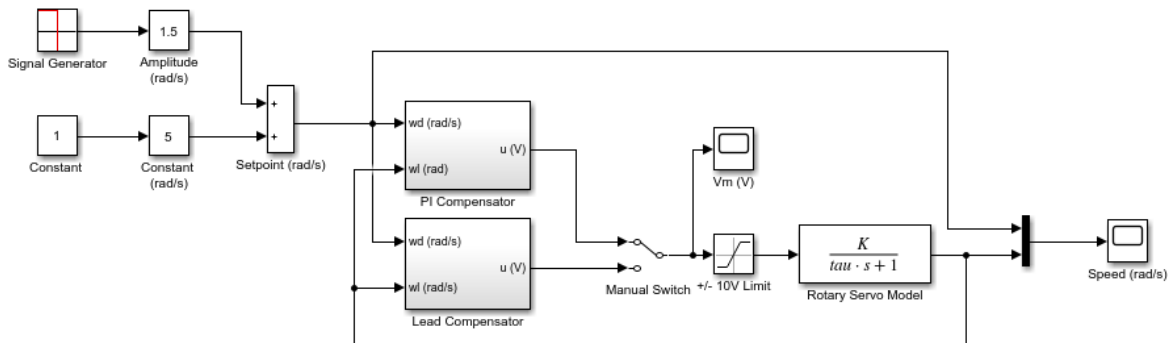 1.5
Signal Generator
Amplitude
(rad/s)
+
+
1
5
Constant
Constant
(rad/s)
Setpoint (rad/s)
wd (rad/s)
u (V)
wl (rad)
PI Compensator
wd (rad/s)
u (V)
wl (rad/s)
Lead Compensator
Manual Switch
Vm (V)
+/- 10V Limit
K
tau · s + 1
Rotary Servo Model
Speed (rad/s)